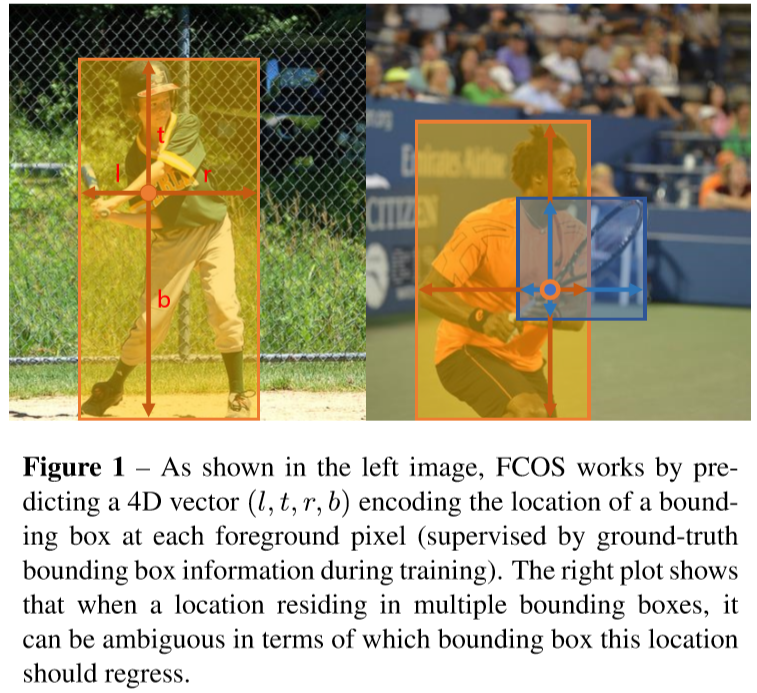 t
l
r
b
Emirates Airline
CITIZEN
Figure 1 – As shown in the left image, FCOS works by pre-
dicting a 4D vector (l, t, r, b) encoding the location of a bound-
ing box at each foreground pixel (supervised by ground-truth
bounding box information during training). The right plot shows
that when a location residing in multiple bounding boxes, it
can be ambiguous in terms of which bounding box this location
should regress.